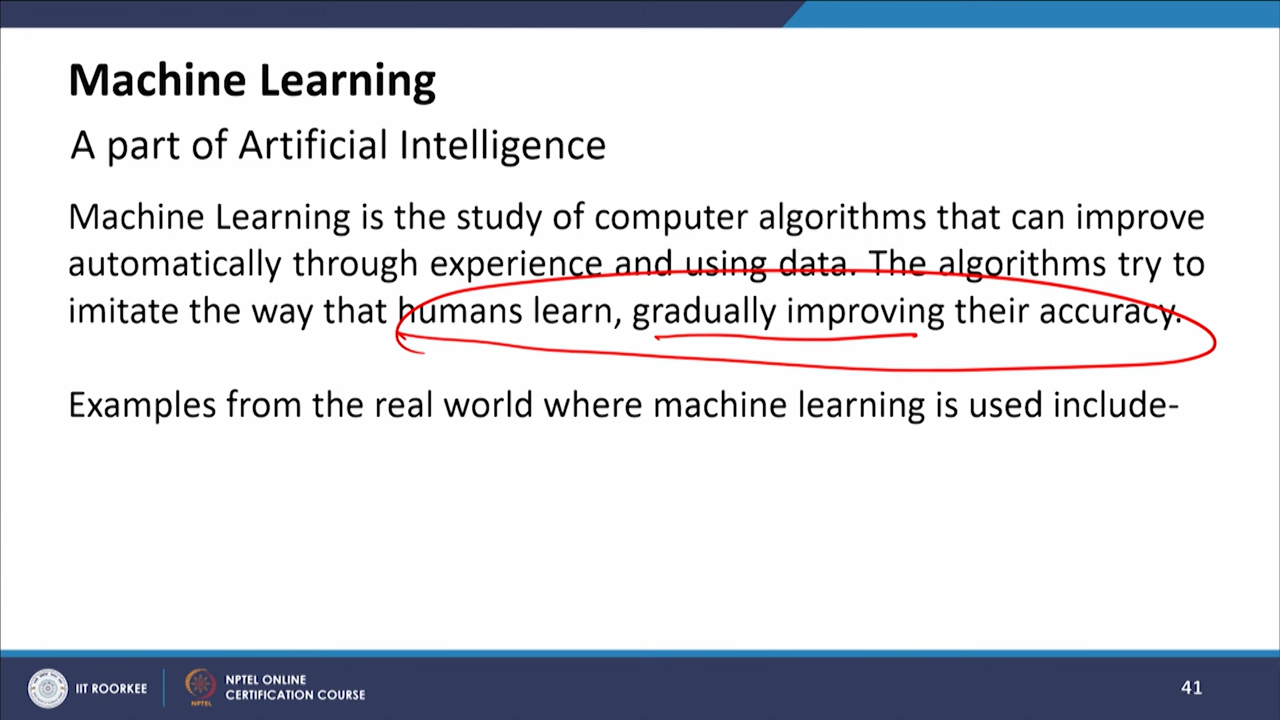 Machine Learning
A part of Artificial Intelligence
Machine Learning is the study of computer algorithms that can improve
automatically through experience and using data. The algorithms try to
imitate the way that humans learn, gradually improving their accuracy.
Examples from the real world where machine learning is used include-
IIT ROORKEE
NPTEL
NPTEL ONLINE
CERTIFICATION COURSE
41